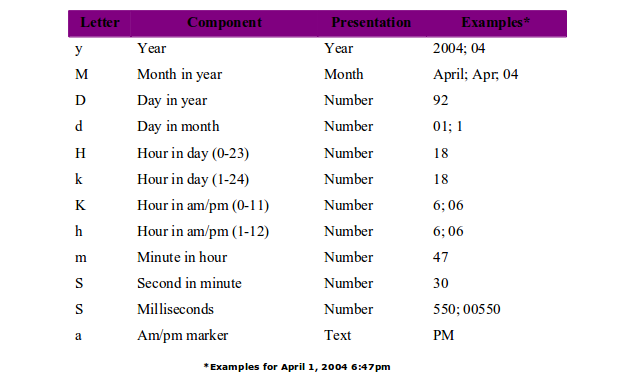 Letter Component Presentation Examples*
y Year Year 2004; 04
M Month in year Month April; Apr; 04
D Day in year Number 92
d Day in month Number 01; 1
H Hour in day (0-23) Number 18
k Hour in day (1-24) Number 18
K Hour in am/pm (0-11) Number 6; 06
h Hour in am/pm (1-12) Number 6; 06
m Minute in hour Number 47
S Second in minute Number 30
S Milliseconds Number 550; 00550
a Am/pm marker Text PM
*Examples for April 1, 2004 6:47pm